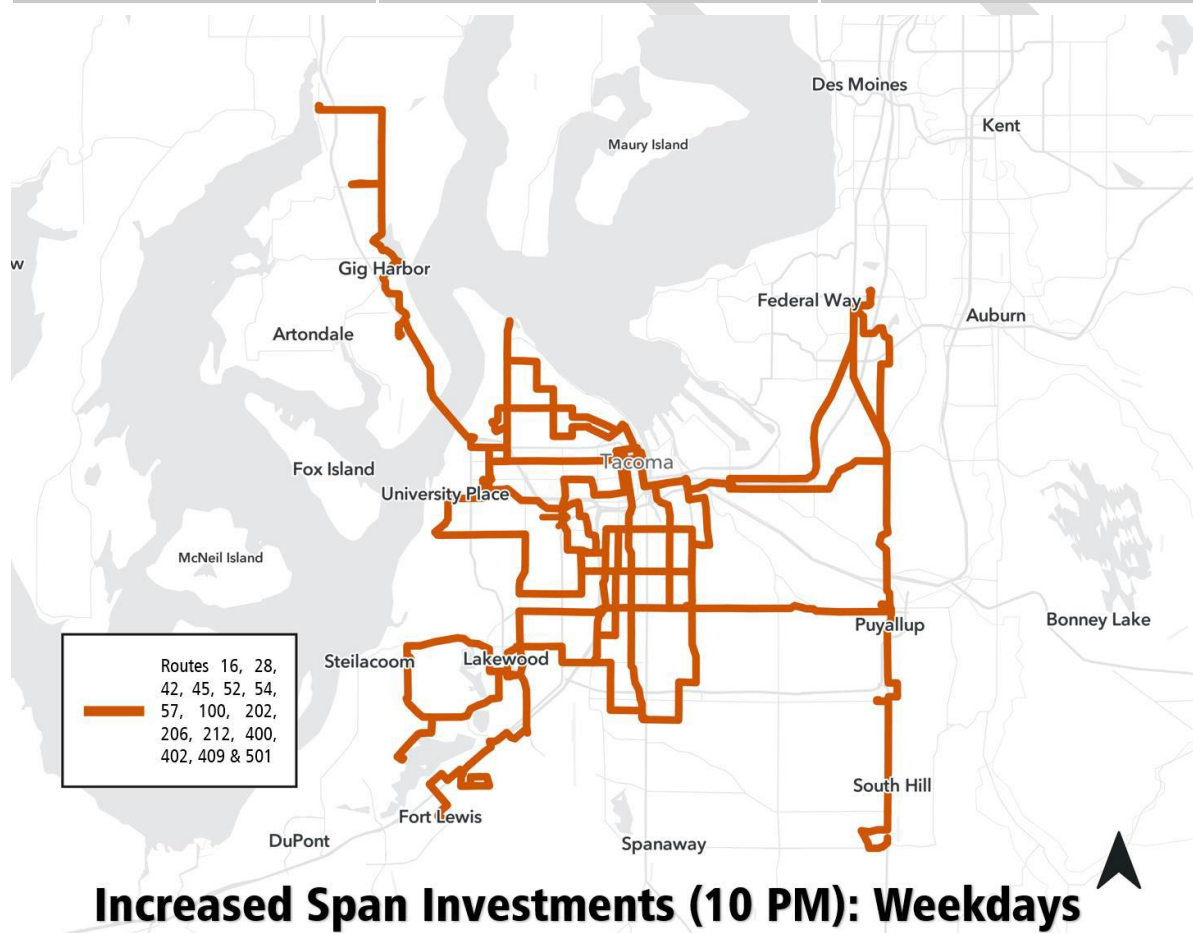 Des Moines
Kent
Maury Island
w
Gig Harbor
Federal Way
Auburn
Artondale
Tacoma
Fox Island
University Place
McNeil Island
Puyallup
Bonney Lake
Steilacoom
Lakewood
Routes 16, 28,
42, 45, 52, 54,
57, 100, 202,
206, 212, 400,
402, 409 & 501
South Hill
Fort Lewis
DuPont
Spanaway
Increased Span Investments (10 PM): Weekdays